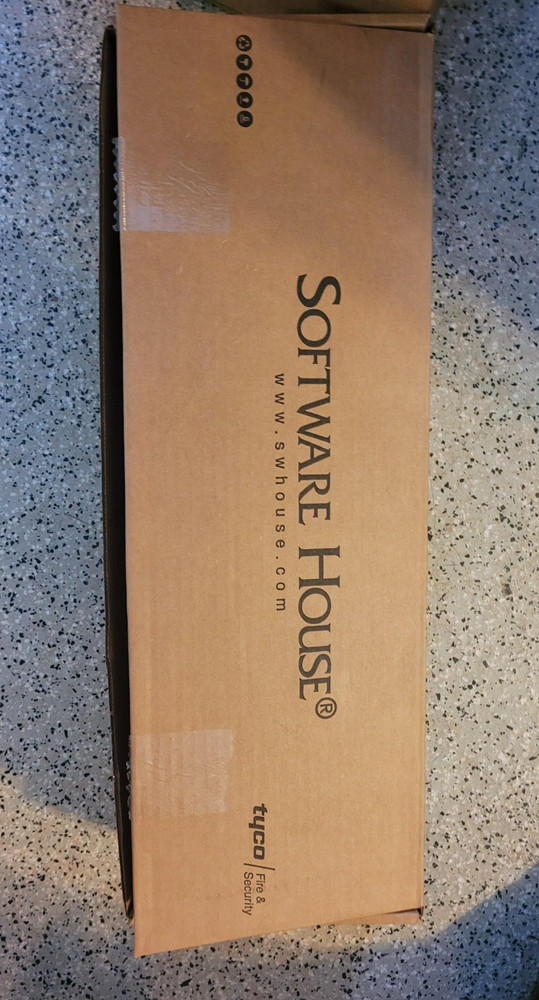 SOFTWARE HOUSE®
www.swhouse.com
tyco
Fire &
Security